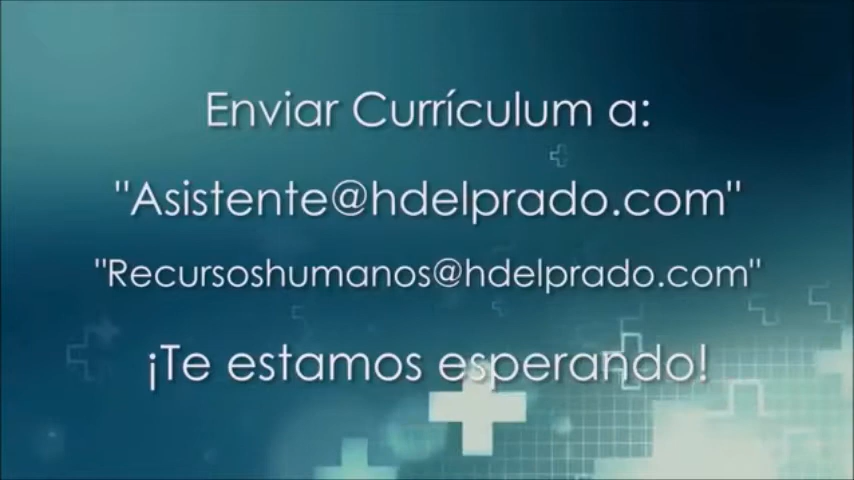 Enviar Currículum a:
"Asistente@hdelprado.com"
"Recursoshumanos@hdelprado.com"
¡Te estamos esperando!